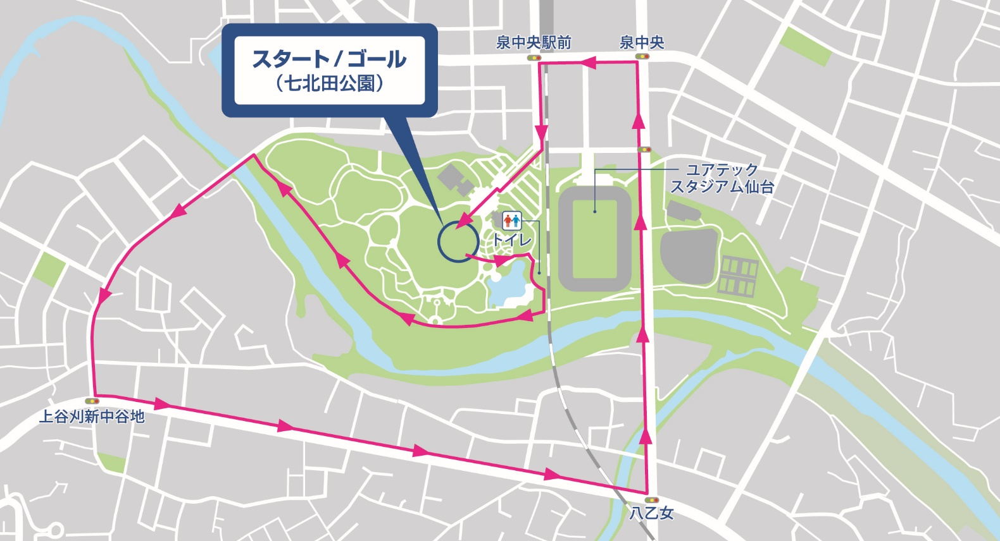 泉中央駅前
泉中央
スタート/ゴール
（七北田公園）
ユアテック
スタジアム仙台
トイレ
上谷刈新中谷地
八乙女